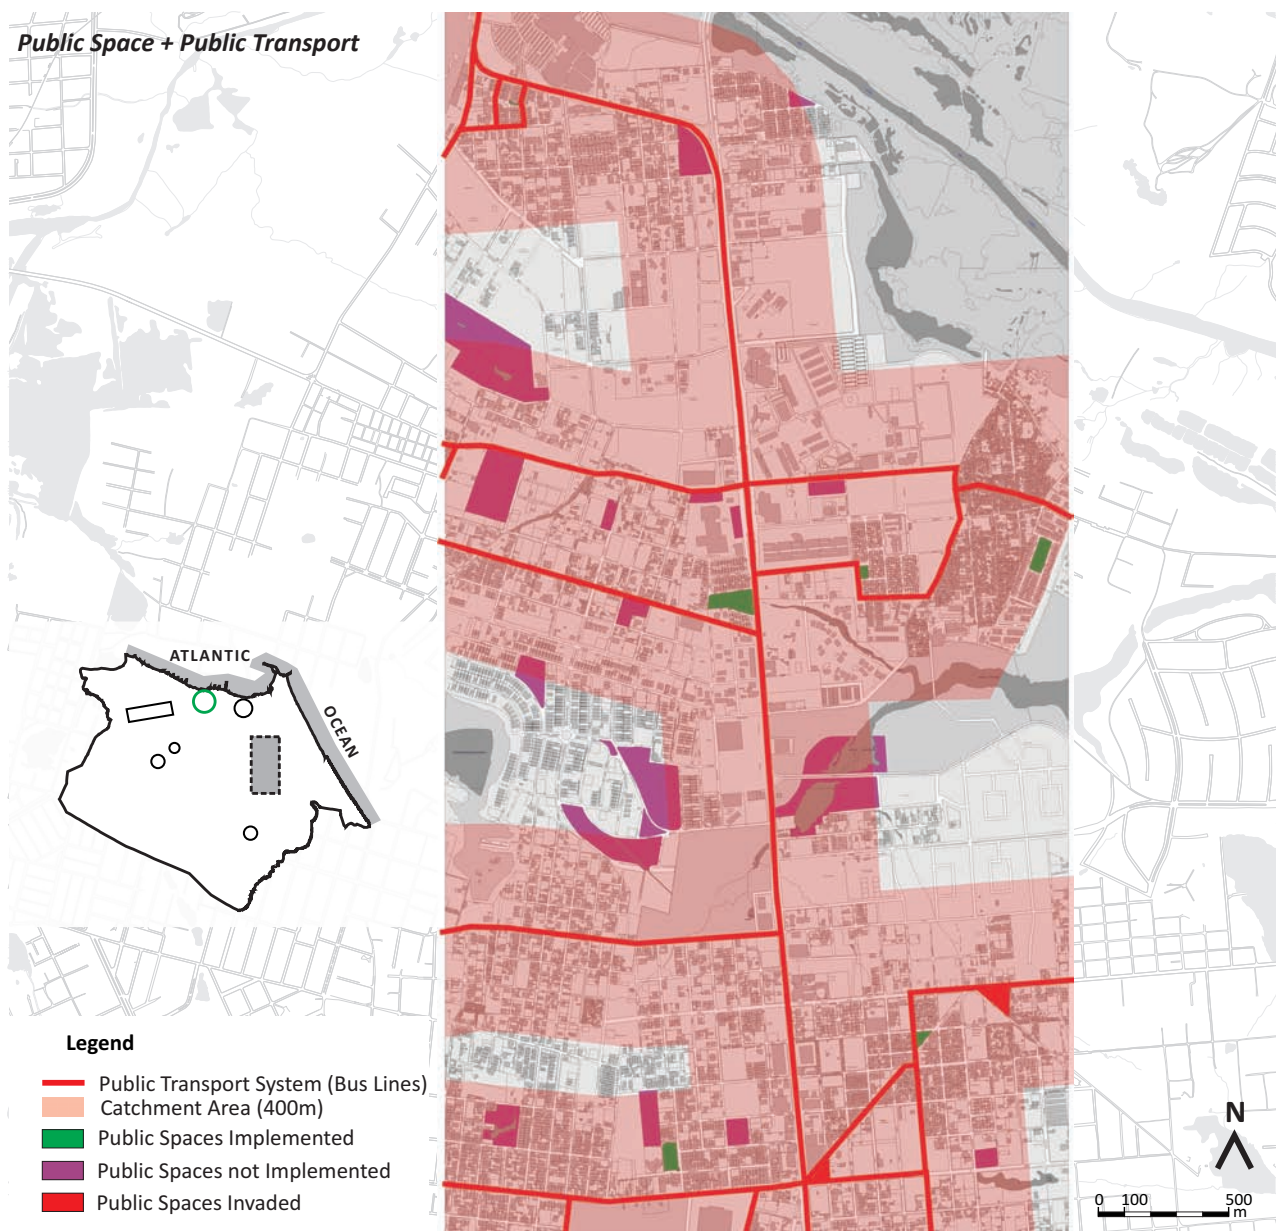 Public Space + Public Transport
ATLANTIC
OCEAN
Legend
Public Transport System (Bus Lines)
Catchment Area (400m)
Public Spaces Implemented
Public Spaces not Implemented
Public Spaces Invaded
N
0 100 500
m